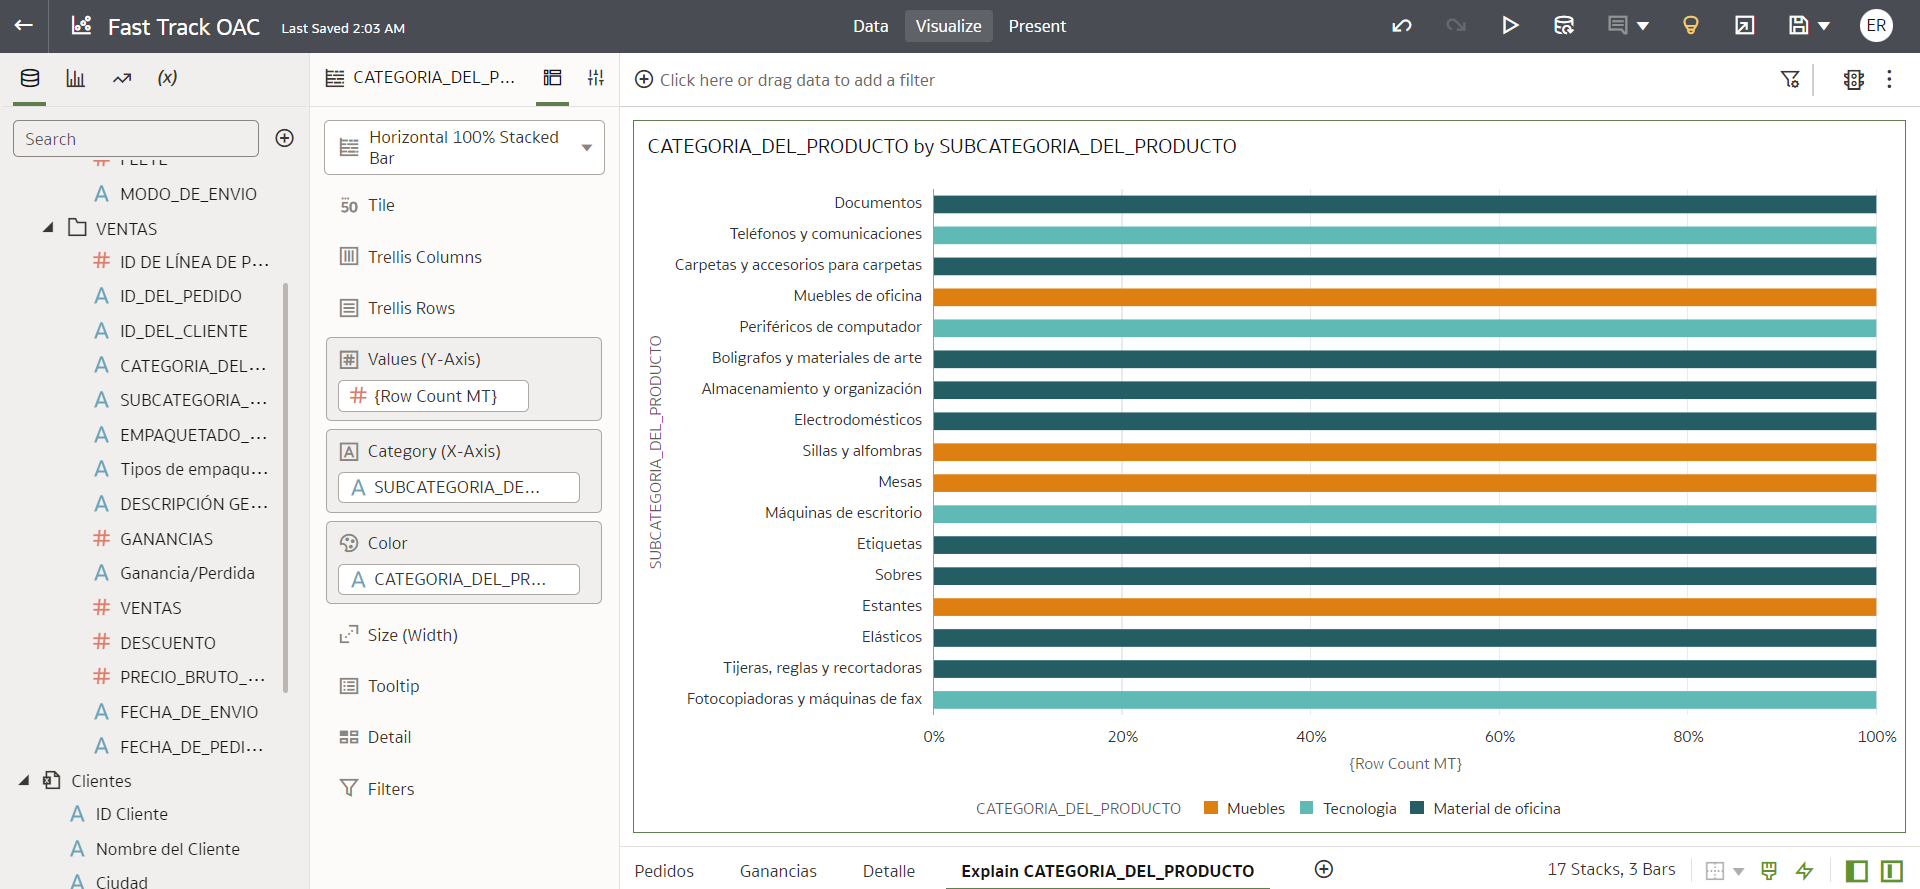 Fast Track OAC
Last Saved 2:03 AM
Data
Visualize
Present
ER
(x)
Search
FLETE
MODO_DE_ENVIO
VENTAS
ID DE LÍNEA DE P...
ID_DEL_PEDIDO
ID_DEL_CLIENTE
CATEGORIA_DEL...
SUBCATEGORIA_...
EMPAQUETADO_...
Tipos de empaqu...
DESCRIPCIÓN GE...
GANANCIAS
Ganancia/Perdida
VENTAS
DESCUENTO
PRECIO_BRUTO_...
FECHA_DE_ENVIO
FECHA_DE_PEDI...
Clientes
ID Cliente
Nombre del Cliente
Ciudad
CATEGORIA_DEL_P...
Horizontal 100% Stacked
Bar
Tile
Trellis Columns
Trellis Rows
Values (Y-Axis)
{Row Count MT}
Category (X-Axis)
SUBCATEGORIA_DE...
Color
CATEGORIA_DEL_PR...
Size (Width)
Tooltip
Detail
Filters
Click here or drag data to add a filter
CATEGORIA_DEL_PRODUCTO by SUBCATEGORIA_DEL_PRODUCTO
SUBCATEGORIA_DEL_PRODUCTO
Documentos
Teléfonos y comunicaciones
Carpetas y accesorios para carpetas
Muebles de oficina
Periféricos de computador
Boligrafos y materiales de arte
Almacenamiento y organización
Electrodomésticos
Sillas y alfombras
Mesas
Máquinas de escritorio
Etiquetas
Sobres
Estantes
Elásticos
Tijeras, reglas y recortadoras
Fotocopiadoras y máquinas de fax
0% 20% 40% 60% 80% 100%
{Row Count MT}
CATEGORIA_DEL_PRODUCTO Muebles Tecnologia Material de oficina
Pedidos
Ganancias
Detalle
Explain CATEGORIA_DEL_PRODUCTO
17 Stacks, 3 Bars